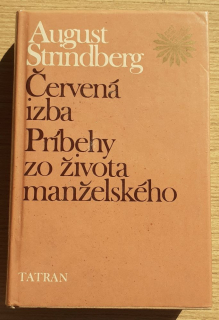 August
Strindberg
Červená
izba
Príbehy
zo života
manželského
TATRAN